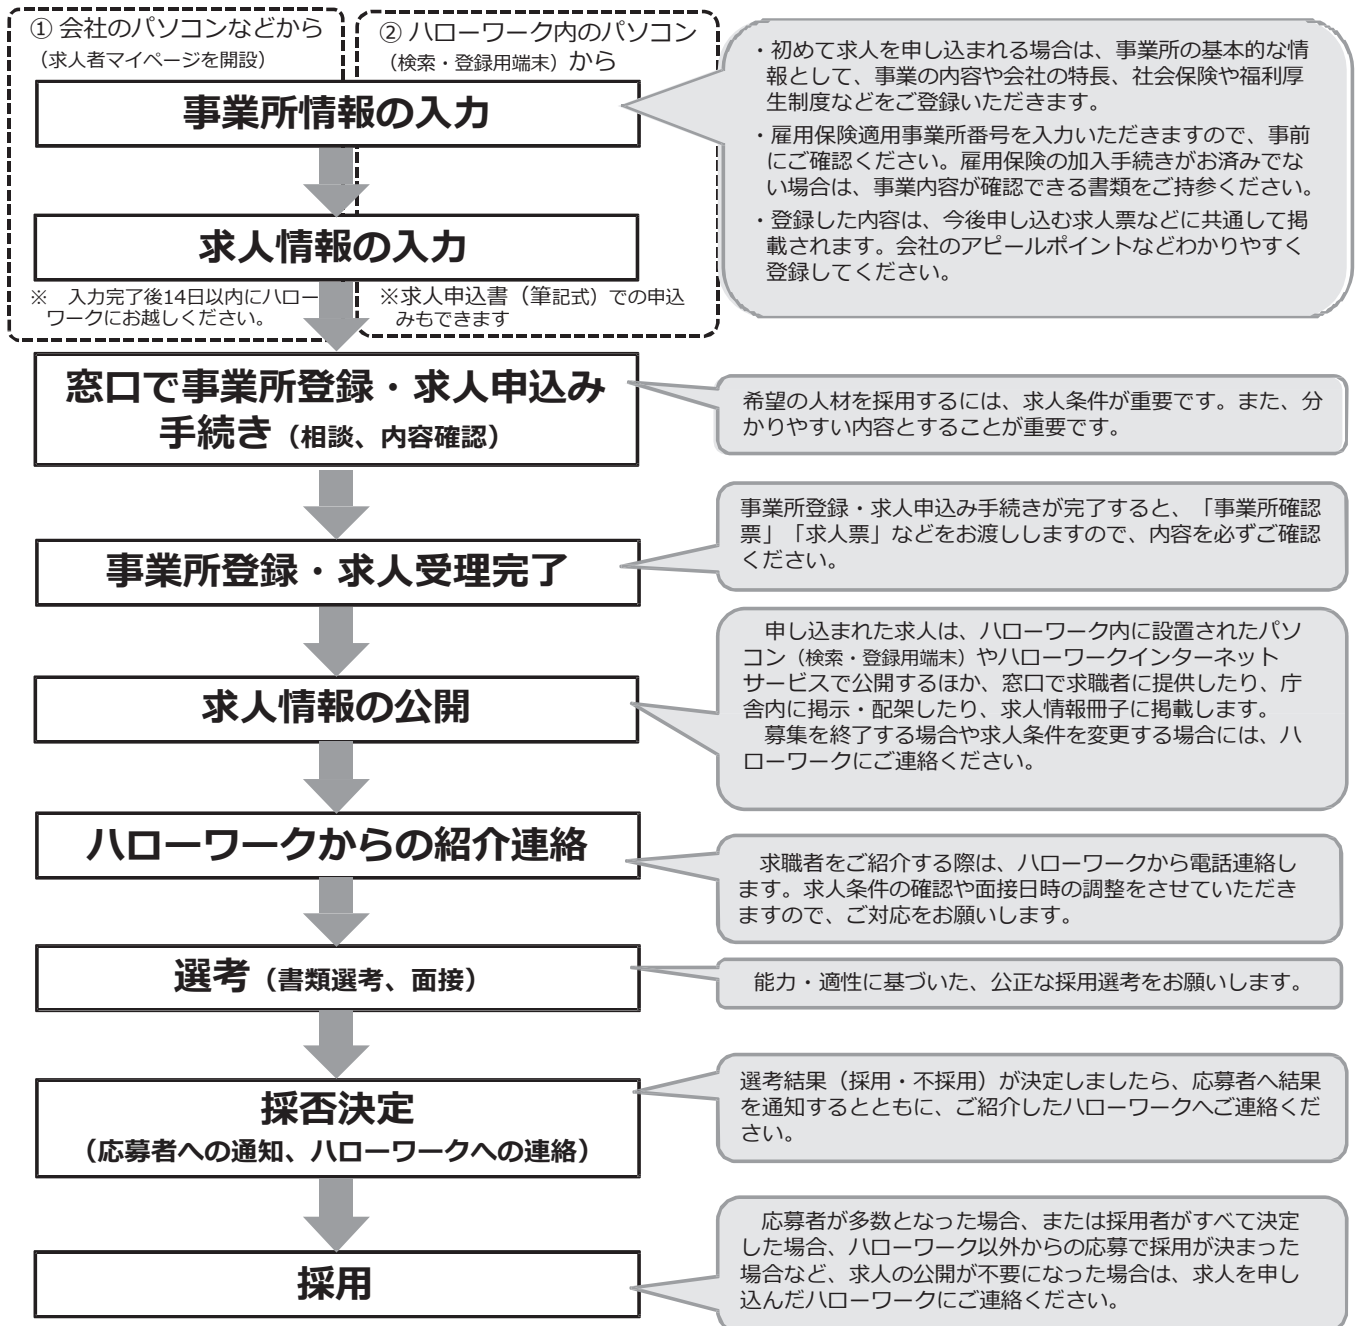 ① 会社のパソコンなどから
（求人者マイページを開設）
② ハローワーク内のパソコン
（検索・登録用端末）から
事業所情報の入力
・初めて求人を申し込まれる場合は、事業所の基本的な情
報として、事業の内容や会社の特長、社会保険や福利厚
生制度などをご登録いただきます。
・雇用保険適用事業所番号を入力いただきますので、事前
にご確認ください。雇用保険の加入手続きがお済みでな
い場合は、事業内容が確認できる書類をご持参ください。
・登録した内容は、今後申し込む求人票などに共通して掲
載されます。会社のアピールポイントなどわかりやすく
登録してください。
求人情報の入力
※　入力完了後14日以内にハロー
ワークにお越しください。
※求人申込書（筆記式）での申込
みもできます
窓口で事業所登録・求人申込み
手続き（相談、内容確認）
希望の人材を採用するには、求人条件が重要です。また、分
かりやすい内容とすることが重要です。
事業所登録・求人受理完了
事業所登録・求人申込み手続きが完了すると、「事業所確認
票」「求人票」などをお渡ししますので、内容を必ずご確認
ください。
求人情報の公開
申し込まれた求人は、ハローワーク内に設置されたパソ
コン（検索・登録用端末）やハローワークインターネット
サービスで公開するほか、窓口で求職者に提供したり、庁
舎内に掲示・配架したり、求人情報冊子に掲載します。
募集を終了する場合や求人条件を変更する場合には、ハ
ローワークにご連絡ください。
ハローワークからの紹介連絡
求職者をご紹介する際は、ハローワークから電話連絡し
ます。求人条件の確認や面接日時の調整をさせていただき
ますので、ご対応をお願いします。
選考（書類選考、面接）
能力・適性に基づいた、公正な採用選考をお願いします。
採否決定
（応募者への通知、ハローワークへの連絡）
選考結果（採用・不採用）が決定しましたら、応募者へ結果
を通知するとともに、ご紹介したハローワークへご連絡くだ
さい。
採用
応募者が多数となった場合、または採用者がすべて決定
した場合、ハローワーク以外からの応募で採用が決まった
場合など、求人の公開が不要になった場合は、求人を申し
込んだハローワークにご連絡ください。